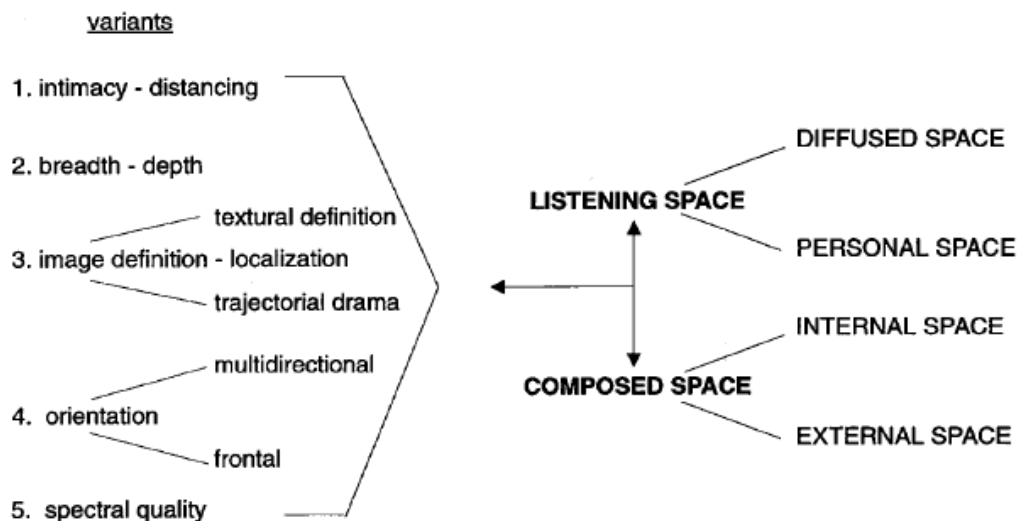 variants
1. intimacy - distancing
2. breadth - depth
textural definition
3. image definition - localization
trajectorial drama
multidirectional
4. orientation
frontal
5. spectral quality
DIFFUSED SPACE
LISTENING SPACE
PERSONAL SPACE
INTERNAL SPACE
COMPOSED SPACE
EXTERNAL SPACE